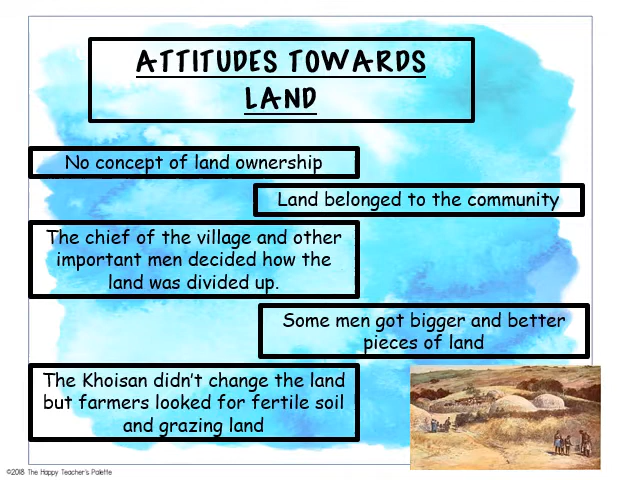 ATTITUDES TOWARDS
LAND
No concept of land ownership
Land belonged to the community
The chief of the village and other
important men decided how the
land was divided up.
Some men got bigger and better
pieces of land
The Khoisan didn't change the land
but farmers looked for fertile soil
and grazing land
©2018 The Happy Teacher's Palette